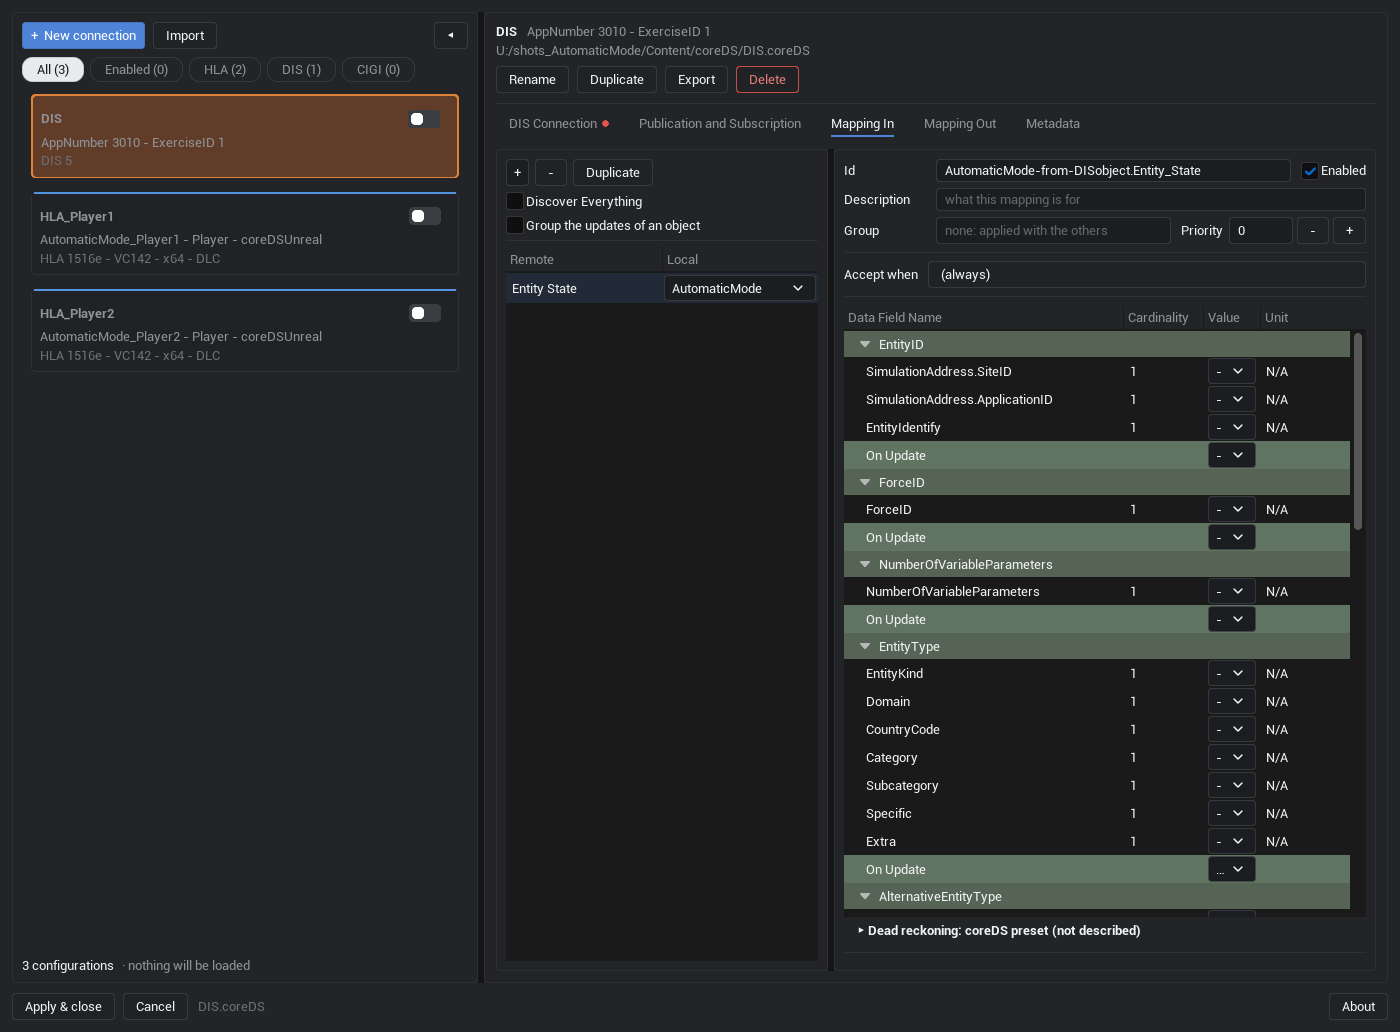 + New connection
Import
All (3)
Enabled (0)
HLA (2)
DIS (1)
CIGI (0)
DIS
AppNumber 3010 - ExerciseID 1
DIS 5
HLA_Player1
AutomaticMode_Player1 - Player - coreDSUnreal
HLA 1516e - VC142 - x64 - DLC
HLA_Player2
AutomaticMode_Player2 - Player - coreDSUnreal
HLA 1516e - VC142 - x64 - DLC
3 configurations · nothing will be loaded
DIS AppNumber 3010 - ExerciseID 1
U:/shots_AutomaticMode/Content/coreDS/DIS.coreDS
Rename
Duplicate
Export
Delete
DIS Connection
Publication and Subscription
Mapping In
Mapping Out
Metadata
+
-
Duplicate
Discover Everything
Group the updates of an object
Remote Local
Entity State AutomaticMode
Id AutomaticMode-from-DISobject.Entity_State Enabled
Description what this mapping is for
Group none: applied with the others Priority 0 - +
Accept when (always)
Data Field Name Cardinality Value Unit
EntityID
SimulationAddress.SiteID 1 - N/A
SimulationAddress.ApplicationID 1 - N/A
EntityIdentify 1 - N/A
On Update -
ForceID
ForceID 1 - N/A
On Update -
NumberOfVariableParameters
NumberOfVariableParameters 1 - N/A
On Update -
EntityType
EntityKind 1 - N/A
Domain 1 - N/A
CountryCode 1 - N/A
Category 1 - N/A
Subcategory 1 - N/A
Specific 1 - N/A
Extra 1 - N/A
On Update ...
AlternativeEntityType
Dead reckoning: coreDS preset (not described)
Apply & close
Cancel
DIS.coreDS
About